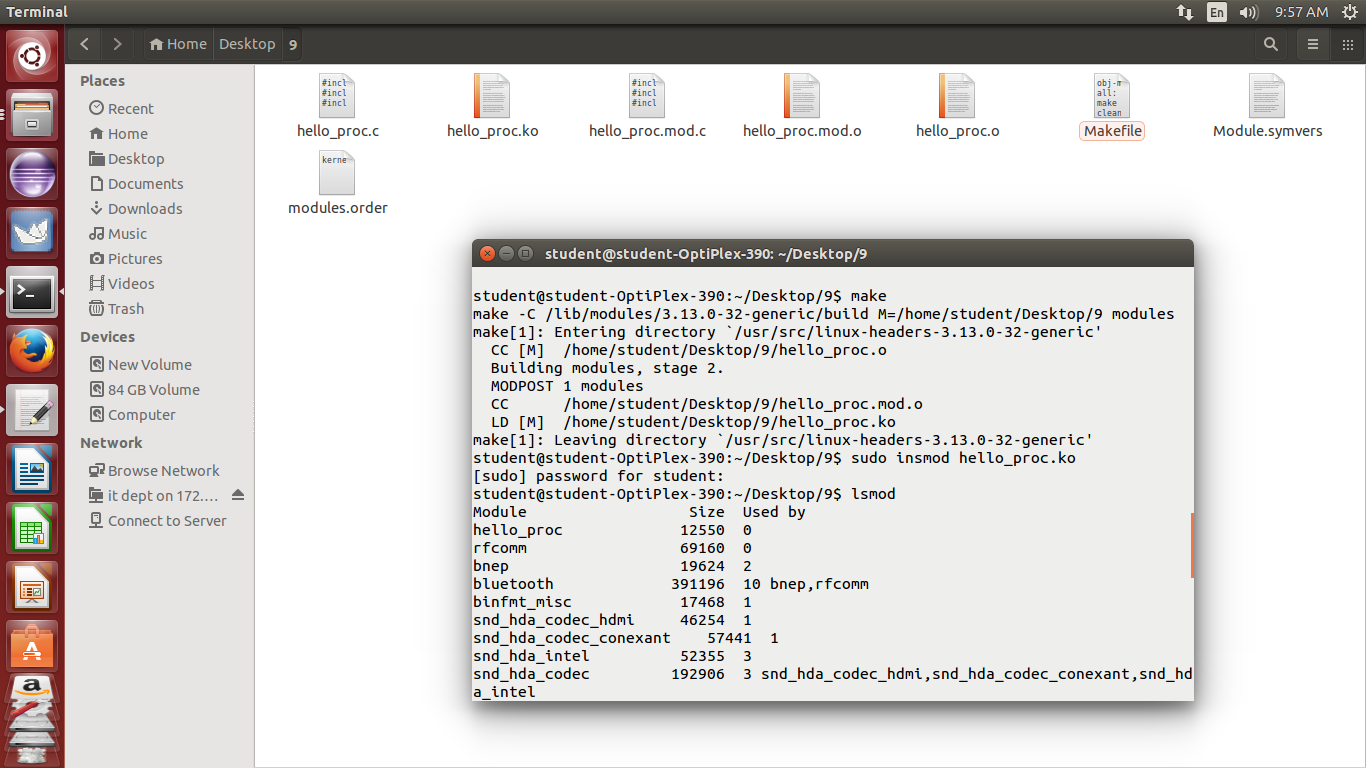 Terminal
En
9:57 AM
Home
Desktop
9
Places
Recent
Home
Desktop
Documents
Downloads
Music
Pictures
Videos
Trash
Devices
New Volume
84 GB Volume
Computer
Network
Browse Network
it dept on 172....
Connect to Server
#incl
#incl
#incl
hello_proc.c
hello_proc.ko
#incl
#incl
#incl
hello_proc.mod.c
hello_proc.mod.o
hello_proc.o
obj-m
all:
make
clean
Makefile
Module.symvers
kerne
modules.order
student@student-OptiPlex-390: ~/Desktop/9
student@student-OptiPlex-390:~/Desktop/9$ make
make -C /lib/modules/3.13.0-32-generic/build M=/home/student/Desktop/9 modules
make[1]: Entering directory `/usr/src/linux-headers-3.13.0-32-generic'
  CC [M]  /home/student/Desktop/9/hello_proc.o
  Building modules, stage 2.
  MODPOST 1 modules
  CC      /home/student/Desktop/9/hello_proc.mod.o
  LD [M]  /home/student/Desktop/9/hello_proc.ko
make[1]: Leaving directory `/usr/src/linux-headers-3.13.0-32-generic'
student@student-OptiPlex-390:~/Desktop/9$ sudo insmod hello_proc.ko
[sudo] password for student:
student@student-OptiPlex-390:~/Desktop/9$ lsmod
Module                  Size  Used by
hello_proc             12550  0
rfcomm                 69160  0
bnep                   19624  2
bluetooth             391196  10 bnep,rfcomm
binfmt_misc            17468  1
snd_hda_codec_hdmi     46254  1
snd_hda_codec_conexant    57441  1
snd_hda_intel          52355  3
snd_hda_codec         192906  3 snd_hda_codec_hdmi,snd_hda_codec_conexant,snd_hd
a_intel